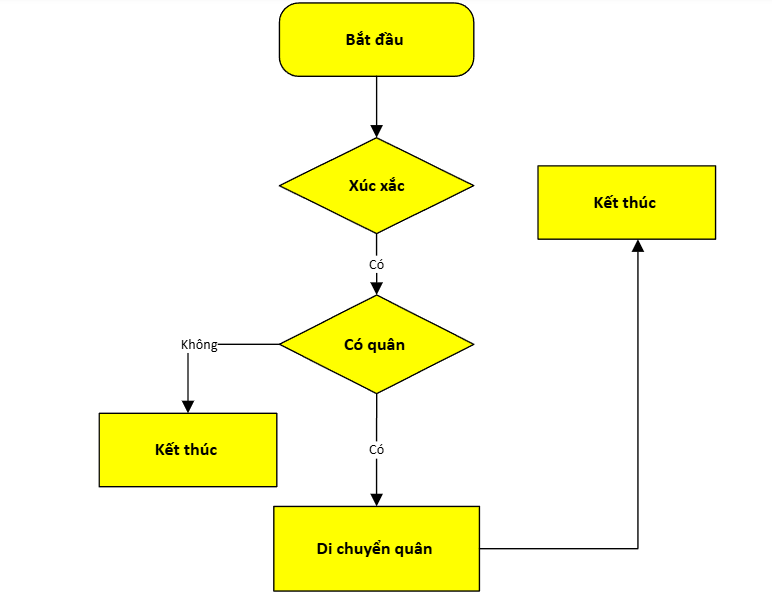 Bắt đầu
Xúc xắc
Kết thúc
Có
Có quân
Không
Kết thúc
Có
Di chuyển quân